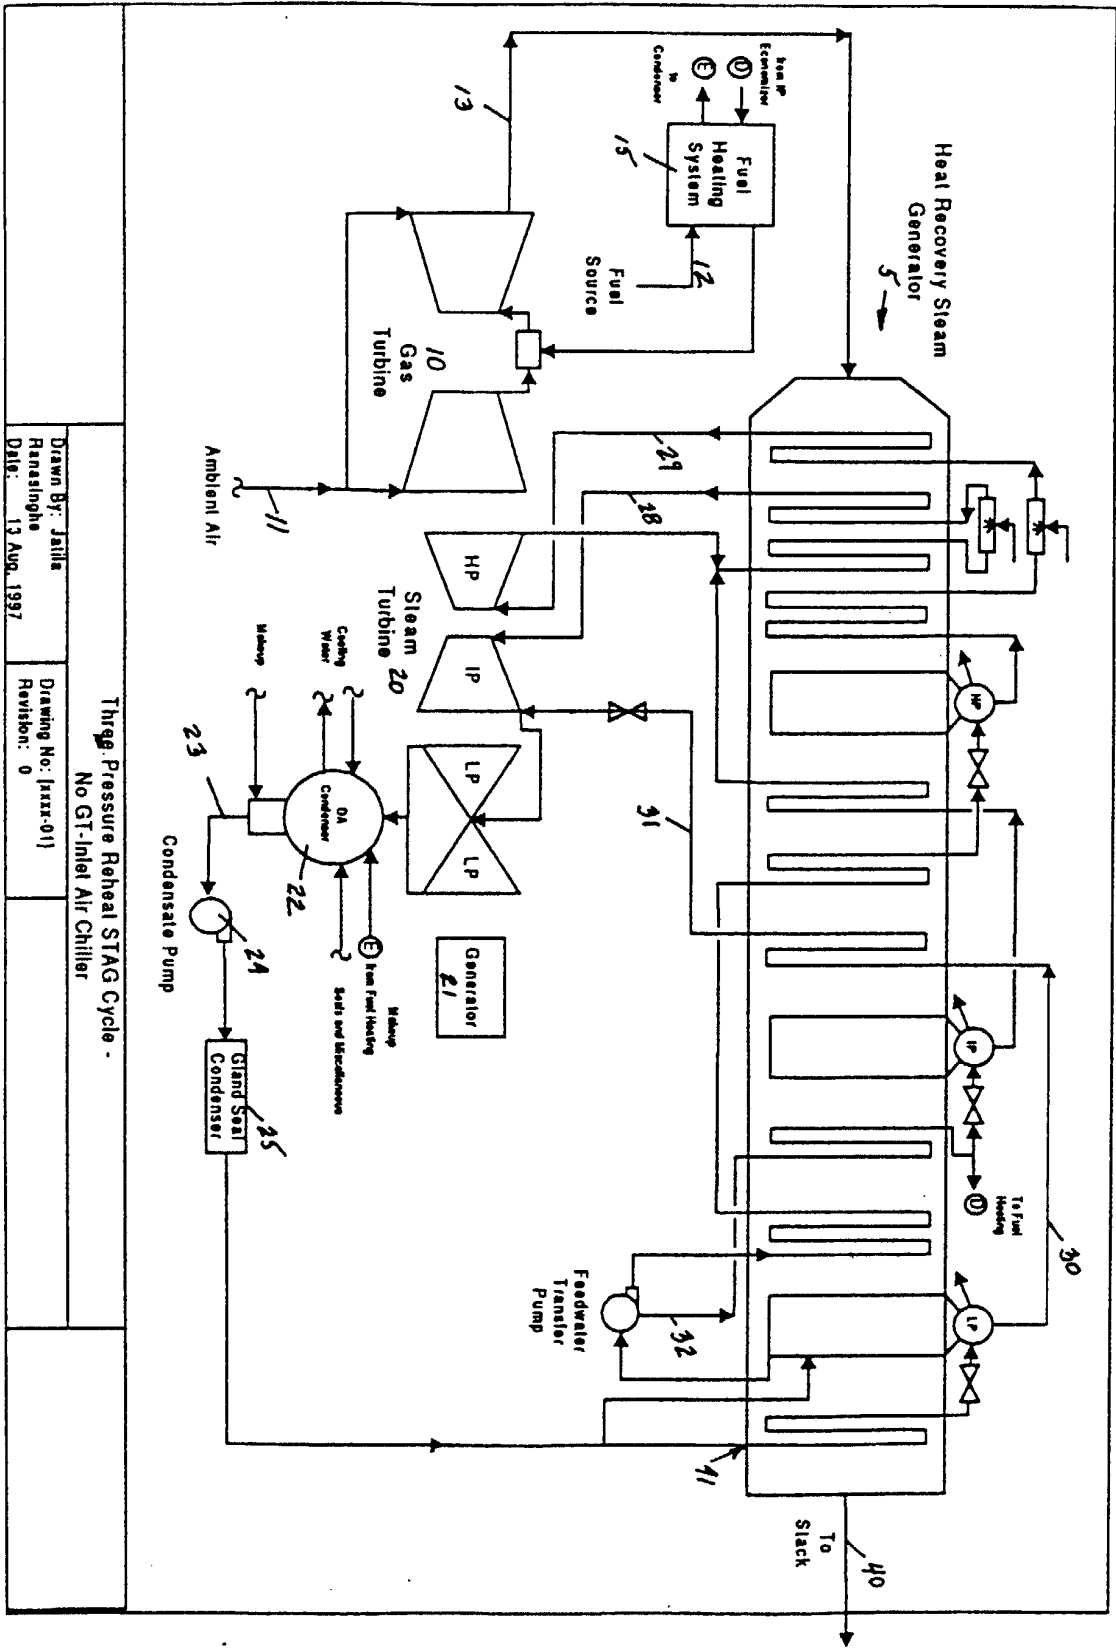 Heat Recovery Steam
Generator
5
from IP
Economizer
D
E
to
Condenser
Fuel
Heating
System
15
12
Fuel
Source
13
10
Gas
Turbine
Ambient Air
11
29
28
HP
Steam
Turbine 20
IP
LP
LP
31
HP
IP
LP
To Fuel
Heating
D
30
Cooling
Water
Makeup
DA
Condenser
22
23
Makeup
E from Fuel Heating
Seals and Miscellaneous
Generator
21
24
Condensate Pump
Gland Seal
Condenser
25
Feedwater
Transfer
Pump
32
41
To
Stack
40
Three Pressure Reheat STAG Cycle -
No GT-Inlet Air Chiller
Drawn By: Jatila
Ranasinghe
Date: 13 Aug. 1997
Drawing No: [xxxx-01]
Revision: 0